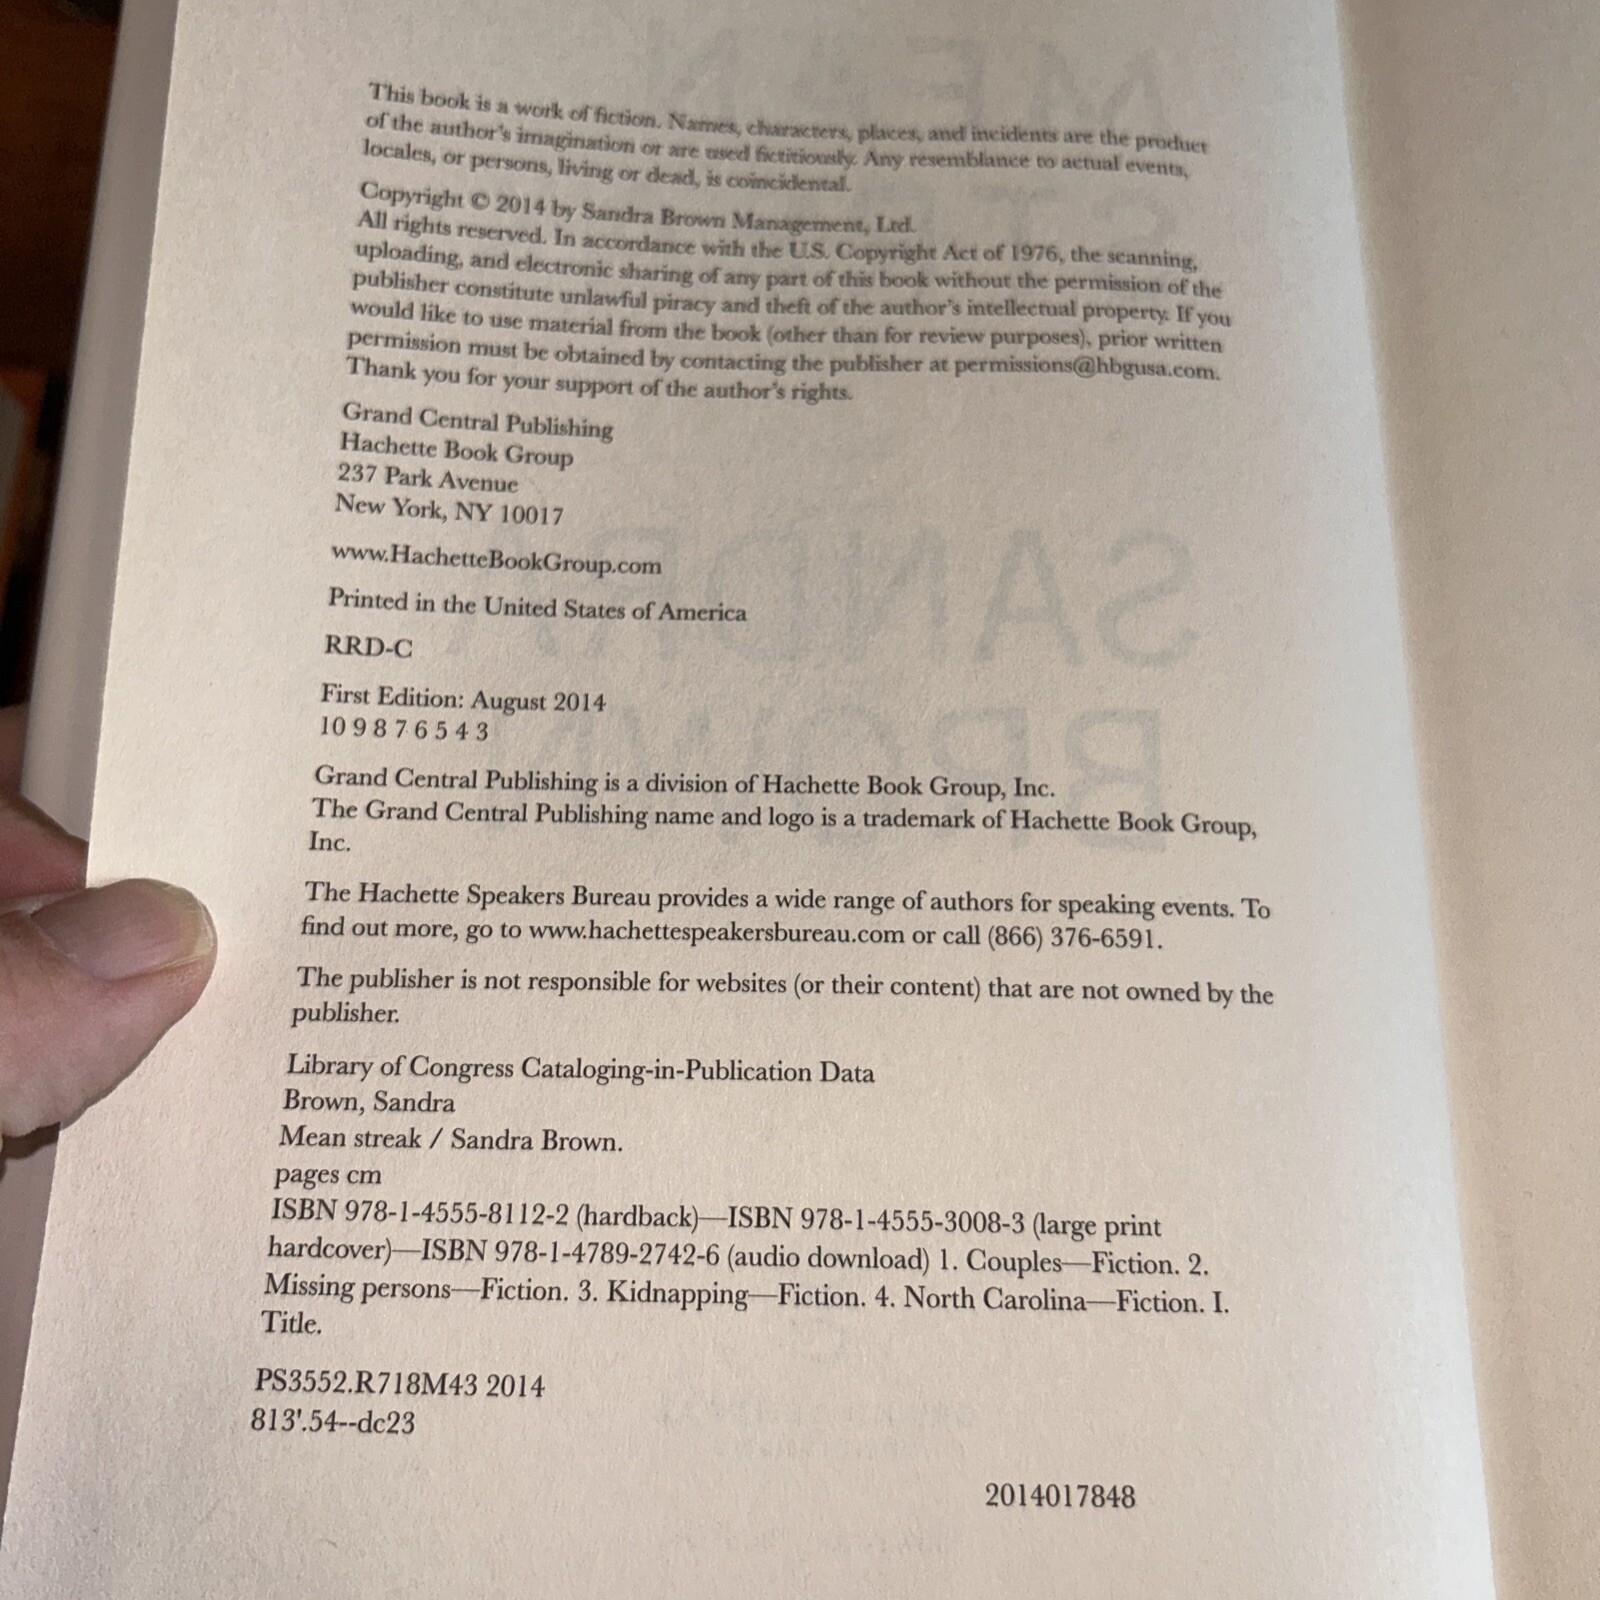 This book is a work of fiction. Names, characters, places, and incidents are the product
of the author's imagination or are used fictitiously. Any resemblance to actual events,
locales, or persons, living or dead, is coincidental.
Copyright © 2014 by Sandra Brown Management, Ltd.
All rights reserved. In accordance with the U.S. Copyright Act of 1976, the scanning,
uploading, and electronic sharing of any part of this book without the permission of the
publisher constitute unlawful piracy and theft of the author's intellectual property. If you
would like to use material from the book (other than for review purposes), prior written
permission must be obtained by contacting the publisher at permissions@hbgusa.com.
Thank you for your support of the author's rights.
Grand Central Publishing
Hachette Book Group
237 Park Avenue
New York, NY 10017
www.HachetteBookGroup.com
Printed in the United States of America
RRD-C
First Edition: August 2014
10 9 8 7 6 5 4 3
Grand Central Publishing is a division of Hachette Book Group, Inc.
The Grand Central Publishing name and logo is a trademark of Hachette Book Group,
Inc.
The Hachette Speakers Bureau provides a wide range of authors for speaking events. To
find out more, go to www.hachettespeakersbureau.com or call (866) 376-6591.
The publisher is not responsible for websites (or their content) that are not owned by the
publisher.
Library of Congress Cataloging-in-Publication Data
Brown, Sandra
Mean streak / Sandra Brown.
pages cm
ISBN 978-1-4555-8112-2 (hardback)—ISBN 978-1-4555-3008-3 (large print
hardcover)—ISBN 978-1-4789-2742-6 (audio download) 1. Couples—Fiction. 2.
Missing persons—Fiction. 3. Kidnapping—Fiction. 4. North Carolina—Fiction. I.
Title.
PS3552.R718M43 2014
813'.54--dc23
2014017848